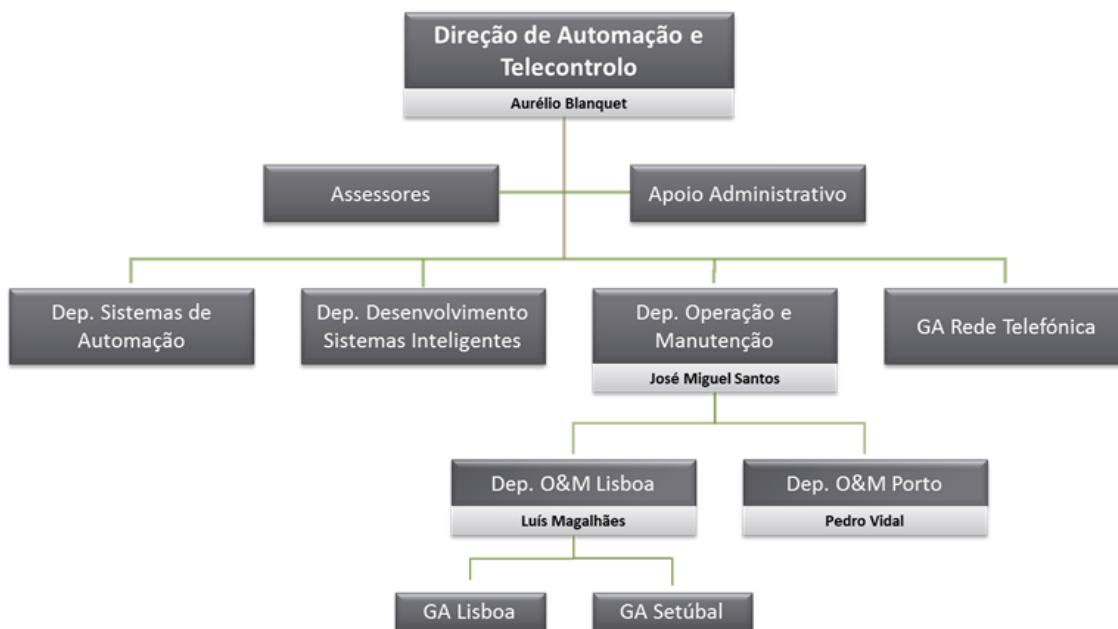 Direção de Automação e
Telecontrolo
Aurélio Blanquet
Assessores
Apoio Administrativo
Dep. Sistemas de
Automação
Dep. Desenvolvimento
Sistemas Inteligentes
Dep. Operação e
Manutenção
José Miguel Santos
GA Rede Telefónica
Dep. O&M Lisboa
Luís Magalhães
Dep. O&M Porto
Pedro Vidal
GA Lisboa
GA Setúbal